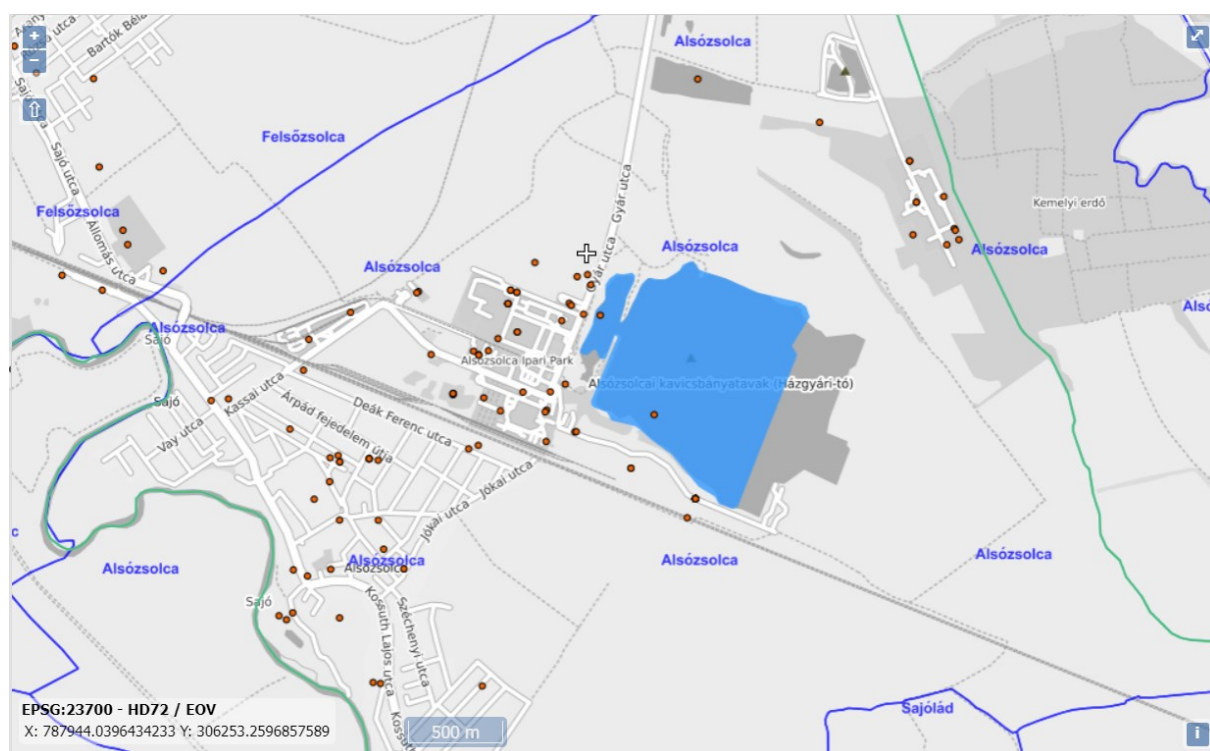 Bartók Béla
Alsózsolca
Felsőzsolca
Sajó utca
Gyár utca
Gyár utca
Kemelyi erdő
Felsőzsolca
Állomás utca
Alsózsolca
Alsózsolca
Alsózsolca
Gyár utca
Alsózsolca
Sajó
Alsózsolca Ipari Park
Alsózsolcai kavicsbányatavak (Házgyári-tó)
Sajó
Kassai utca
Árpád fejedelem útja
Deák Ferenc utca
Vay utca
Jókai utca
Jókai utca
c
Alsózsolca
Alsózsolca
Alsózsolca
Alsózsolca
Alsózsolca
Sajó
Kossuth Lajos utca
Széchenyi utca
Sajólád
EPSG:23700 - HD72 / EOV
X: 787944.0396434233 Y: 306253.2596857589
500 m
i